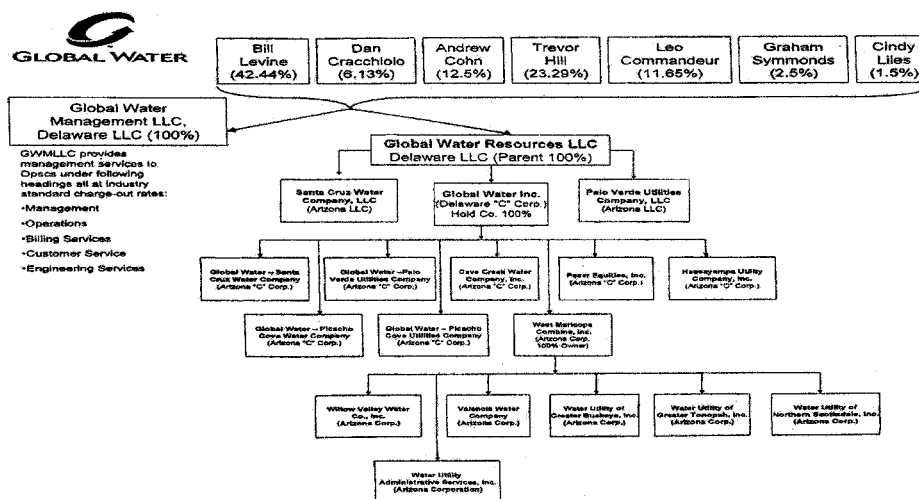 GLOBAL WATER
Bill
Levine
(42.44%)
Dan
Cracchiolo
(6.13%)
Andrew
Cohn
(12.5%)
Trevor
Hill
(23.29%)
Leo
Commandeur
(11.65%)
Graham
Symmonds
(2.5%)
Cindy
Liles
(1.5%)
Global Water
Management LLC,
Delaware LLC (100%)
GWMLLC provides
management services to
Opscs under following
headings all at industry
standard charge-out rates:
•Management
•Operations
•Billing Services
•Customer Service
•Engineering Services
Global Water Resources LLC
Delaware LLC (Parent 100%)
Santa Cruz Water
Company, LLC
(Arizona LLC)
Global Water Inc.
(Delaware "C" Corp.)
Hold Co. 100%
Palo Verde Utilities
Company, LLC
(Arizona LLC)
Global Water – Santa
Cruz Water Company
(Arizona "C" Corp.)
Global Water – Palo
Verde Utilities Company
(Arizona "C" Corp.)
Cave Creek Water
Company, Inc.
(Arizona "C" Corp.)
Equities, Inc.
(Arizona "C" Corp.)
Hassayampa Utility
Company, Inc.
(Arizona "C" Corp.)
Global Water – Picacho
Cove Water Company
(Arizona "C" Corp.)
Global Water – Picacho
Cove Utilities Company
(Arizona "C" Corp.)
West Maricopa
Combine, Inc.
(Arizona Corp.
100% Owner)
Willow Valley Water
Co., Inc.
(Arizona Corp.)
Valencia Water
Company
(Arizona Corp.)
Water Utility of
Greater Buckeye, Inc.
(Arizona Corp.)
Water Utility of
Greater Tonopah, Inc.
(Arizona Corp.)
Water Utility of
Northern Scottsdale, Inc.
(Arizona Corp.)
Water Utility
Administrative Services, Inc.
(Arizona Corporation)